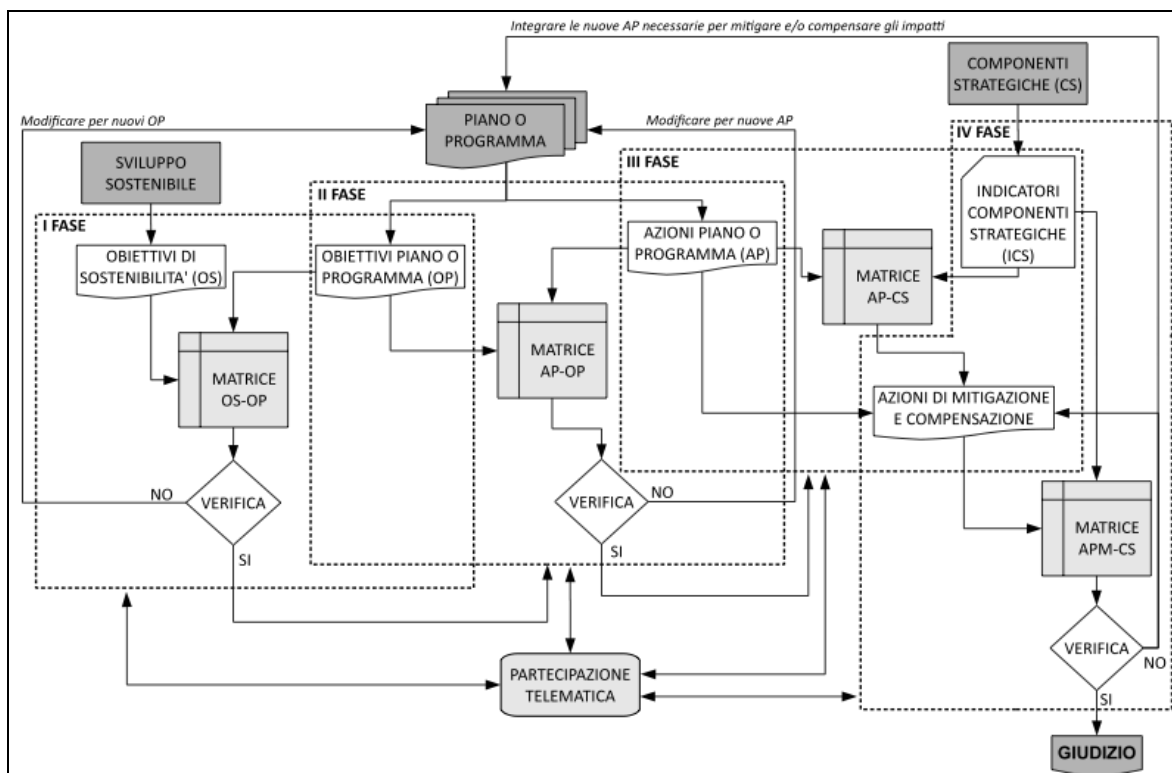 Integrare le nuove AP necessarie per mitigare e/o compensare gli impatti
COMPONENTI
STRATEGICHE (CS)
Modificare per nuovi OP
PIANO O
PROGRAMMA
Modificare per nuove AP
IV FASE
SVILUPPO
SOSTENIBILE
III FASE
II FASE
INDICATORI
COMPONENTI
STRATEGICHE
(ICS)
I FASE
OBIETTIVI DI
SOSTENIBILITA' (OS)
OBIETTIVI PIANO O
PROGRAMMA (OP)
AZIONI PIANO O
PROGRAMMA (AP)
MATRICE
AP-CS
MATRICE
OS-OP
MATRICE
AP-OP
AZIONI DI MITIGAZIONE
E COMPENSAZIONE
NO
VERIFICA
SI
VERIFICA
NO
SI
MATRICE
APM-CS
VERIFICA
NO
SI
PARTECIPAZIONE
TELEMATICA
GIUDIZIO